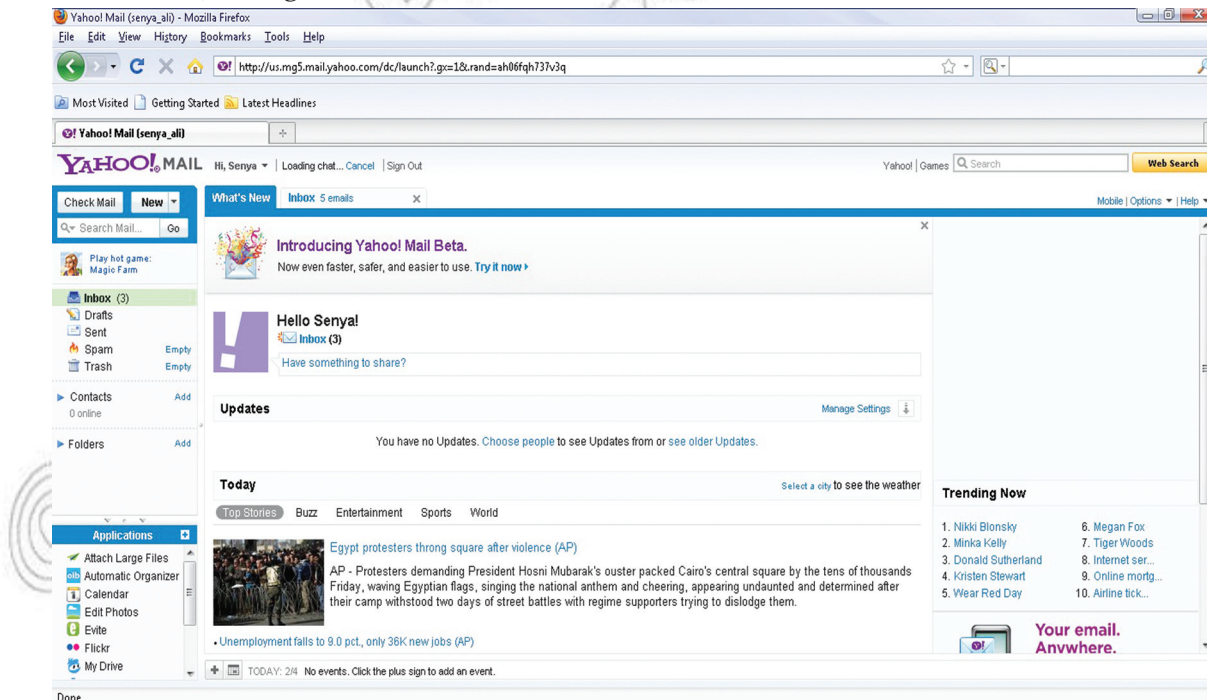 Yahoo! Mail (senya_ali) - Mozilla Firefox
File Edit View History Bookmarks Tools Help
http://us.mg5.mail.yahoo.com/dc/launch?.gx=1&.rand=ah06fqh737v3q
Most Visited Getting Started Latest Headlines
Yahoo! Mail (senya_ali)
YAHOO! MAIL Hi, Senya Loading chat... Cancel | Sign Out Yahoo! | Games Search Web Search
Check Mail New What's New Inbox 5 emails Mobile | Options | Help
Search Mail... Go
Play hot game:
Magic Farm
Introducing Yahoo! Mail Beta.
Now even faster, safer, and easier to use. Try it now
Inbox (3)
Drafts
Sent
Spam Empty
Trash Empty
Contacts Add
0 online
Folders Add
Hello Senya!
Inbox (3)
Have something to share?
Updates Manage Settings
You have no Updates. Choose people to see Updates from or see older Updates.
Today Select a city to see the weather
Top Stories Buzz Entertainment Sports World
Egypt protesters throng square after violence (AP)
AP - Protesters demanding President Hosni Mubarak's ouster packed Cairo's central square by the tens of thousands
Friday, waving Egyptian flags, singing the national anthem and cheering, appearing undaunted and determined after
their camp withstood two days of street battles with regime supporters trying to dislodge them.
Unemployment falls to 9.0 pct., only 36K new jobs (AP)
Trending Now
1. Nikki Blonsky
2. Minka Kelly
3. Donald Sutherland
4. Kristen Stewart
5. Wear Red Day
6. Megan Fox
7. Tiger Woods
8. Internet ser...
9. Online mortg...
10. Airline tick...
Your email.
Anywhere.
Applications
Attach Large Files
Automatic Organizer
Calendar
Edit Photos
Evite
Flickr
My Drive
TODAY: 2/4 No events. Click the plus sign to add an event.
Done